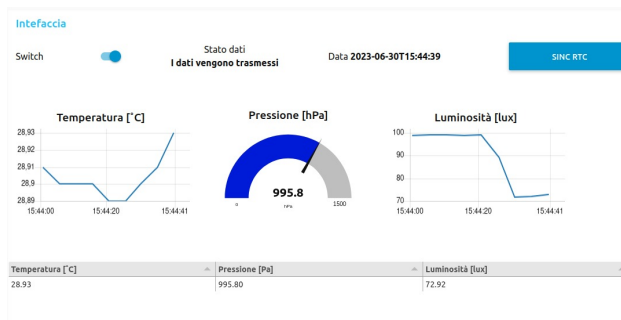 Intefaccia
Switch
Stato dati
I dati vengono trasmessi
Data 2023-06-30T15:44:39
SINC RTC
Temperatura [˚C]
28,93
28,92
28,91
28,9
28,89
15:44:00 15:44:20 15:44:41
Pressione [hPa]
995.8
0 hPa 1500
Luminosità [lux]
100
90
80
70
15:44:00 15:44:20 15:44:41
Temperatura [˚C] Pressione [Pa] Luminosità [lux]
28.93 995.80 72.92